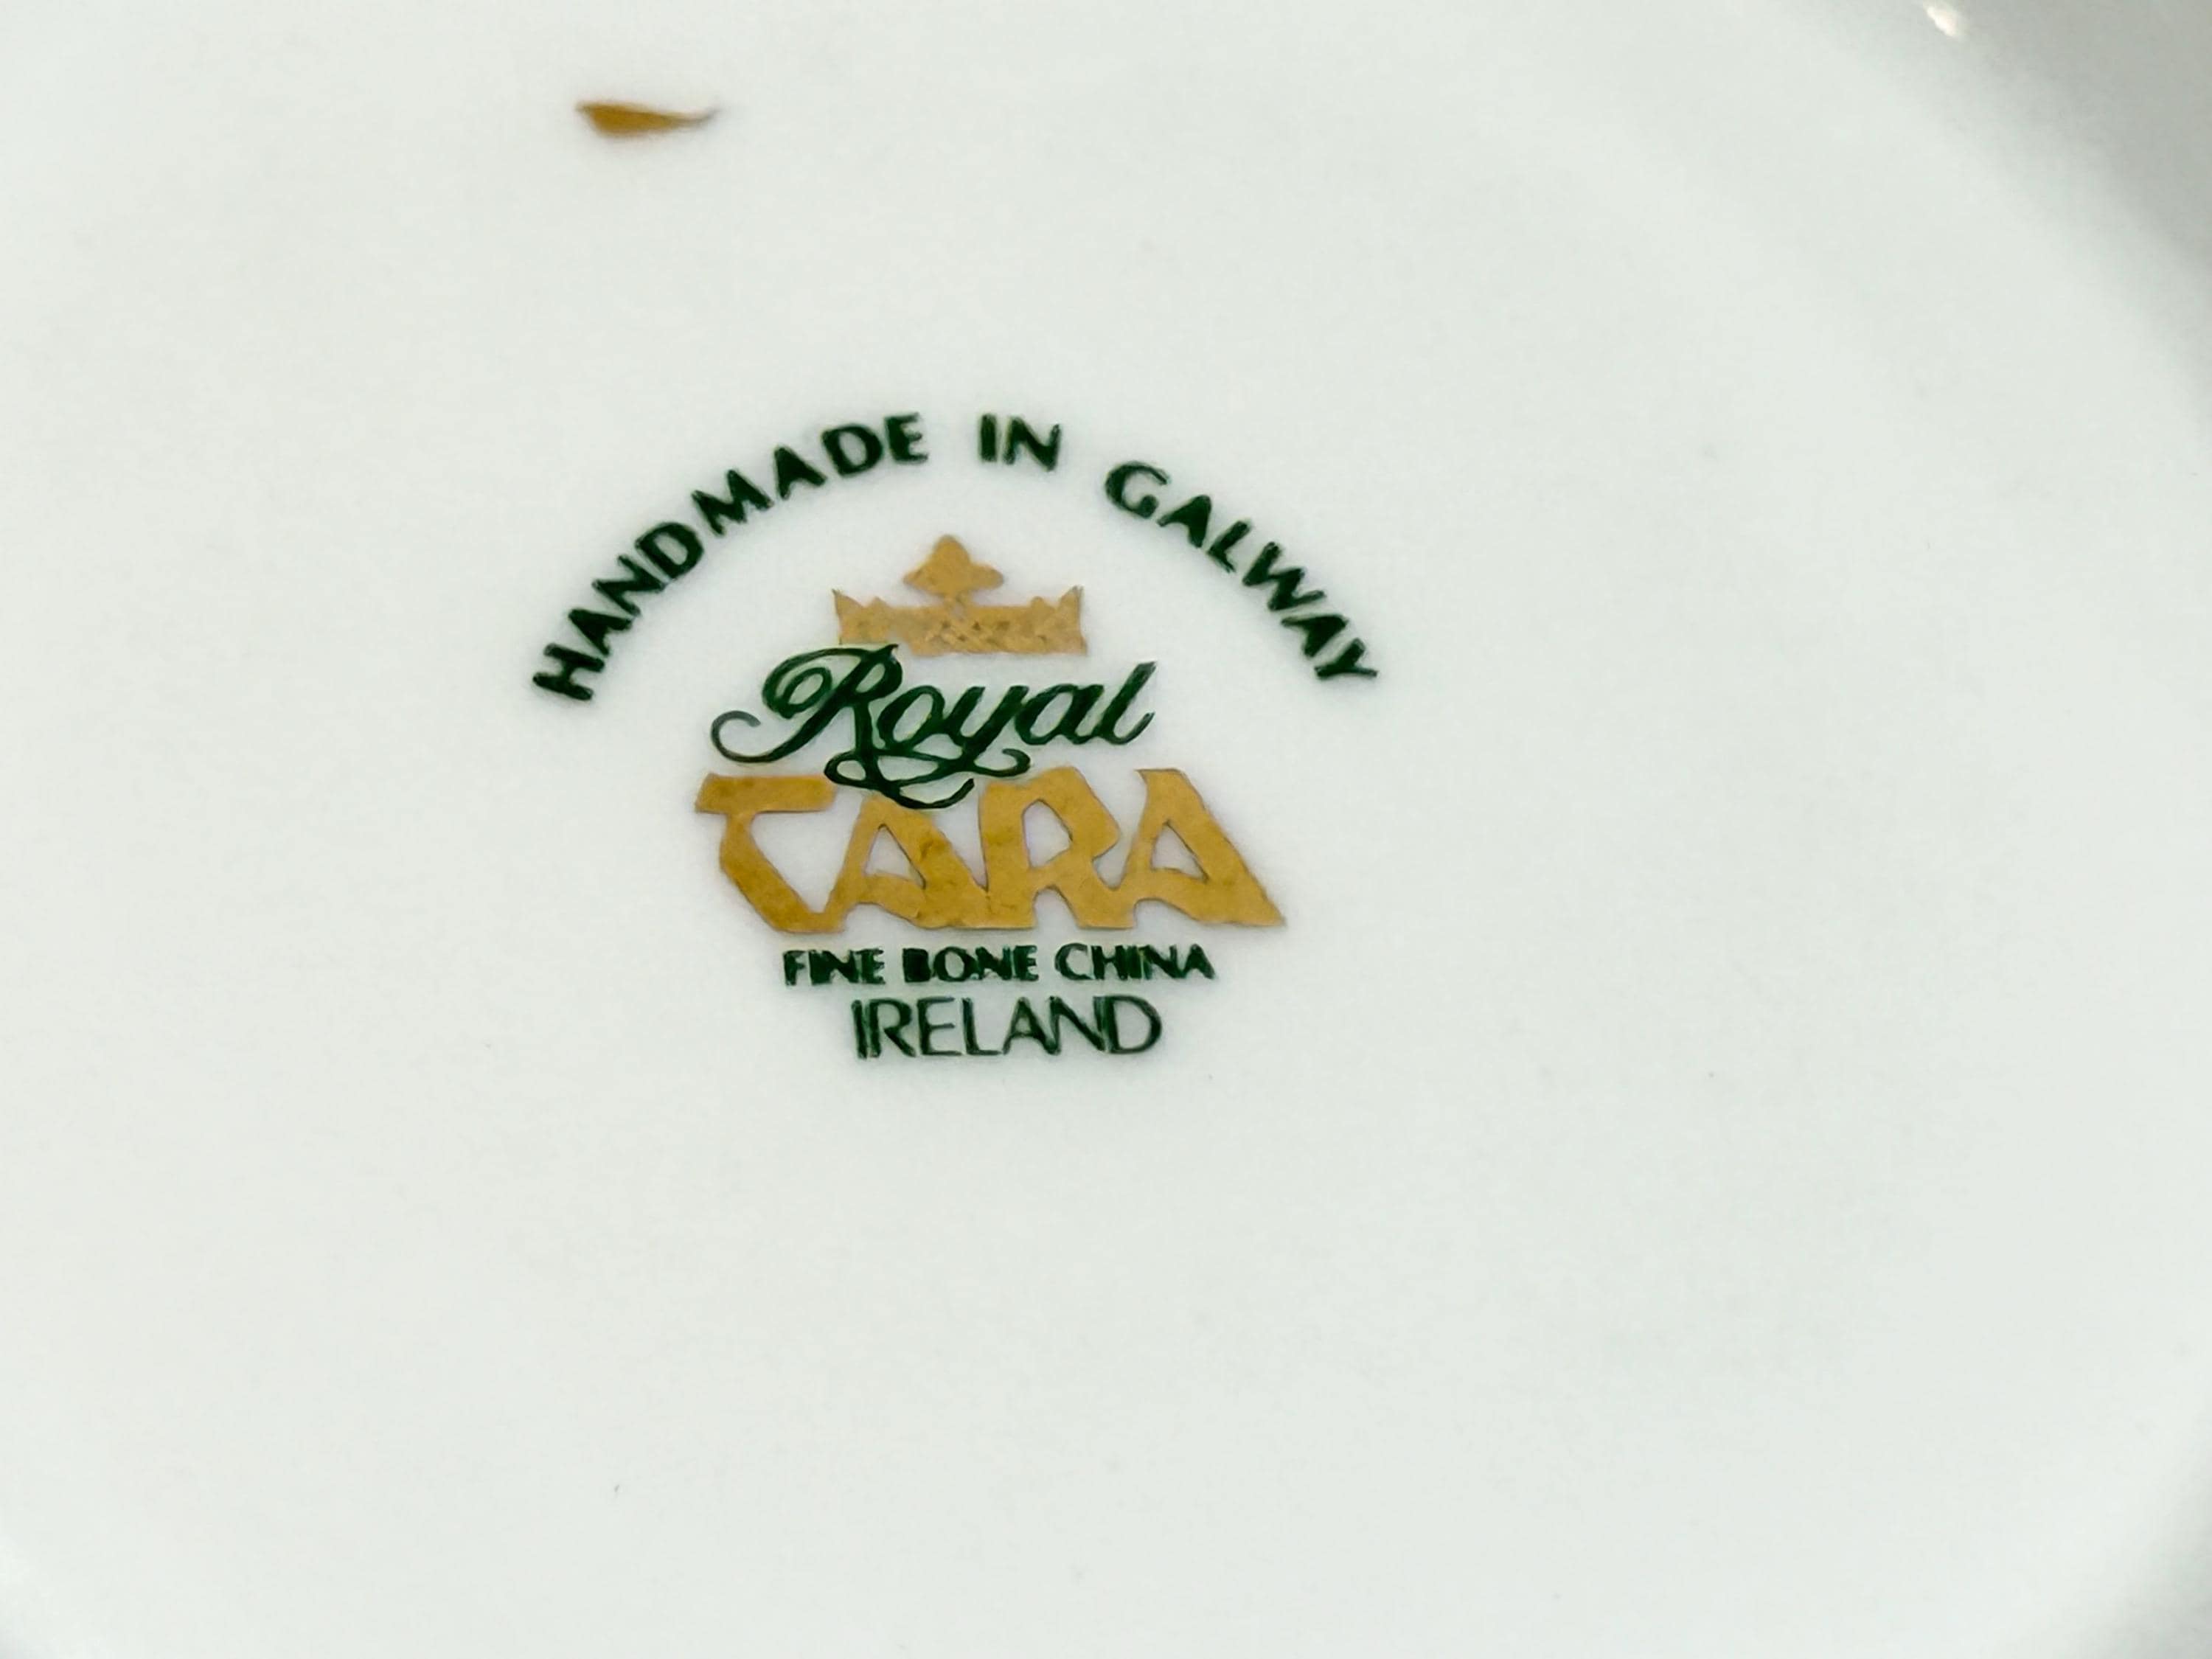 HANDMADE IN GALWAY
Royal
TARA
FINE BONE CHINA
IRELAND